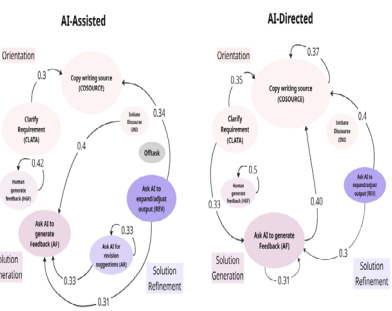 AI-Assisted
Orientation
0.3
Copy writing source
(COSOURCE)
Clarify
Requirement
(CLATA)
0.34
Initiate
Discourse
(INI)
0.4
Offtask
0.42
Human
generate
feedback (HGF)
Ask AI to
expand/adjust
output (REV)
Ask AI to
generate
Feedback (AF)
0.33
Ask AI for
revision
suggestions (AR)
0.33
Solution
Refinement
0.31
AI-Directed
Orientation
0.37
0.35
Copy writing source
(COSOURCE)
Clarify
Requirement
(CLATA)
0.4
Initiate
Discourse
(INI)
0.5
Human
generate
feedback (HGF)
Ask AI to
expand/adjust
output (REV)
0.33
0.40
Ask AI to generate
Feedback (AF)
0.3
Solution
Generation
0.31
Solution
Refinement